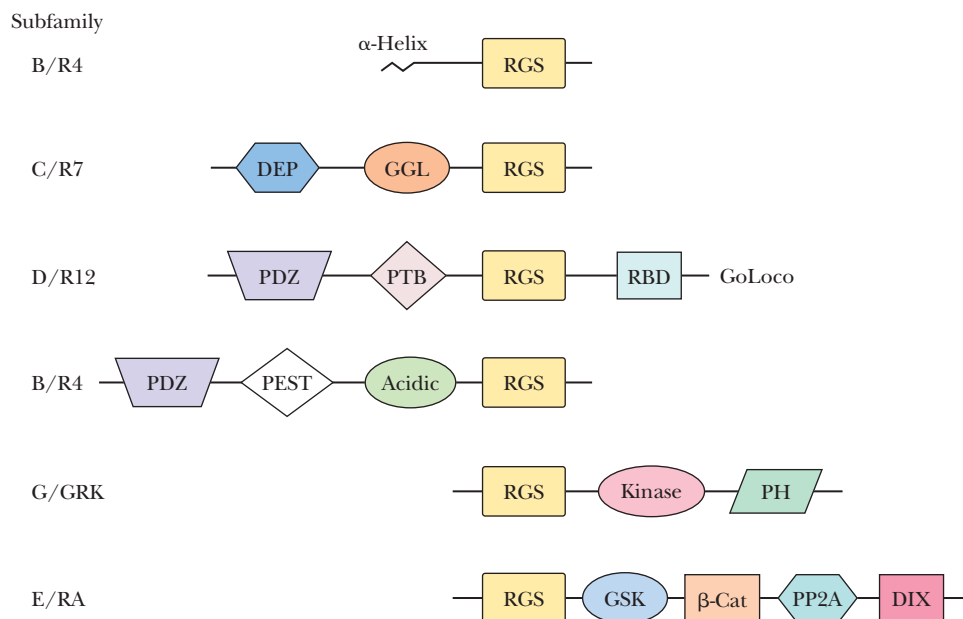 Subfamily
α-Helix
B/R4 RGS
C/R7 DEP GGL RGS
D/R12 PDZ PTB RGS RBD GoLoco
B/R4 PDZ PEST Acidic RGS
G/GRK RGS Kinase PH
E/RA RGS GSK β-Cat PP2A DIX